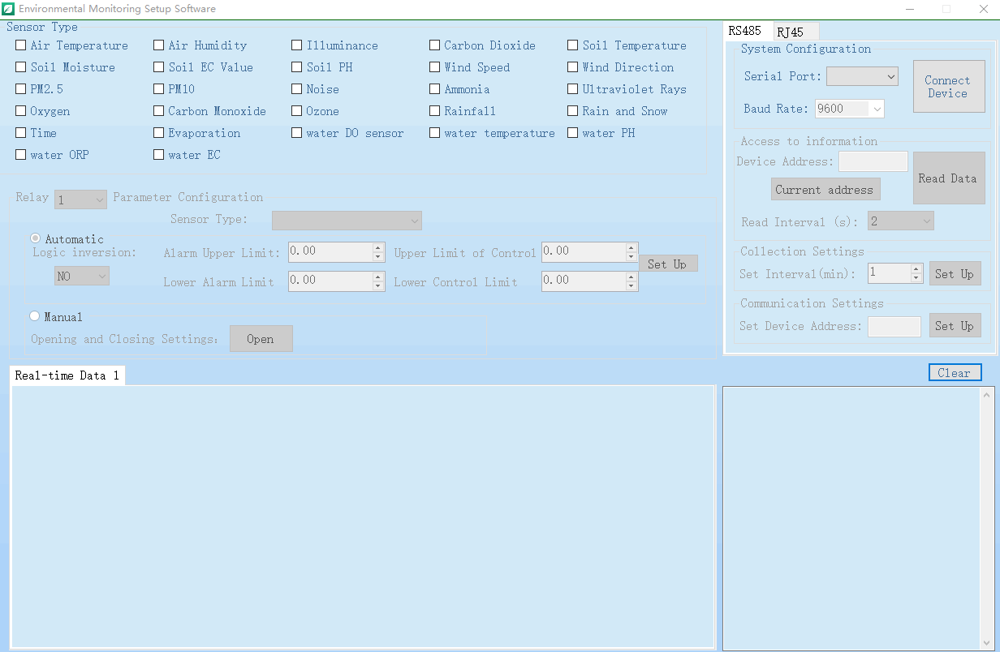 Environmental Monitoring Setup Software
Sensor Type
Air Temperature Air Humidity Illuminance Carbon Dioxide Soil Temperature
Soil Moisture Soil EC Value Soil PH Wind Speed Wind Direction
PM2.5 PM10 Noise Ammonia Ultraviolet Rays
Oxygen Carbon Monoxide Ozone Rainfall Rain and Snow
Time Evaporation water DO sensor water temperature water PH
water ORP water EC
Relay 1 Parameter Configuration
Sensor Type:
Automatic
Logic inversion: Alarm Upper Limit: 0.00 Upper Limit of Control 0.00
Set Up
NO Lower Alarm Limit 0.00 Lower Control Limit 0.00
Manual
Opening and Closing Settings: Open
RS485 RJ45
System Configuration
Serial Port:
Connect
Device
Baud Rate: 9600
Access to information
Device Address:
Read Data
Current address
Read Interval (s): 2
Collection Settings
Set Interval(min): 1 Set Up
Communication Settings
Set Device Address: Set Up
Real-time Data 1
Clear